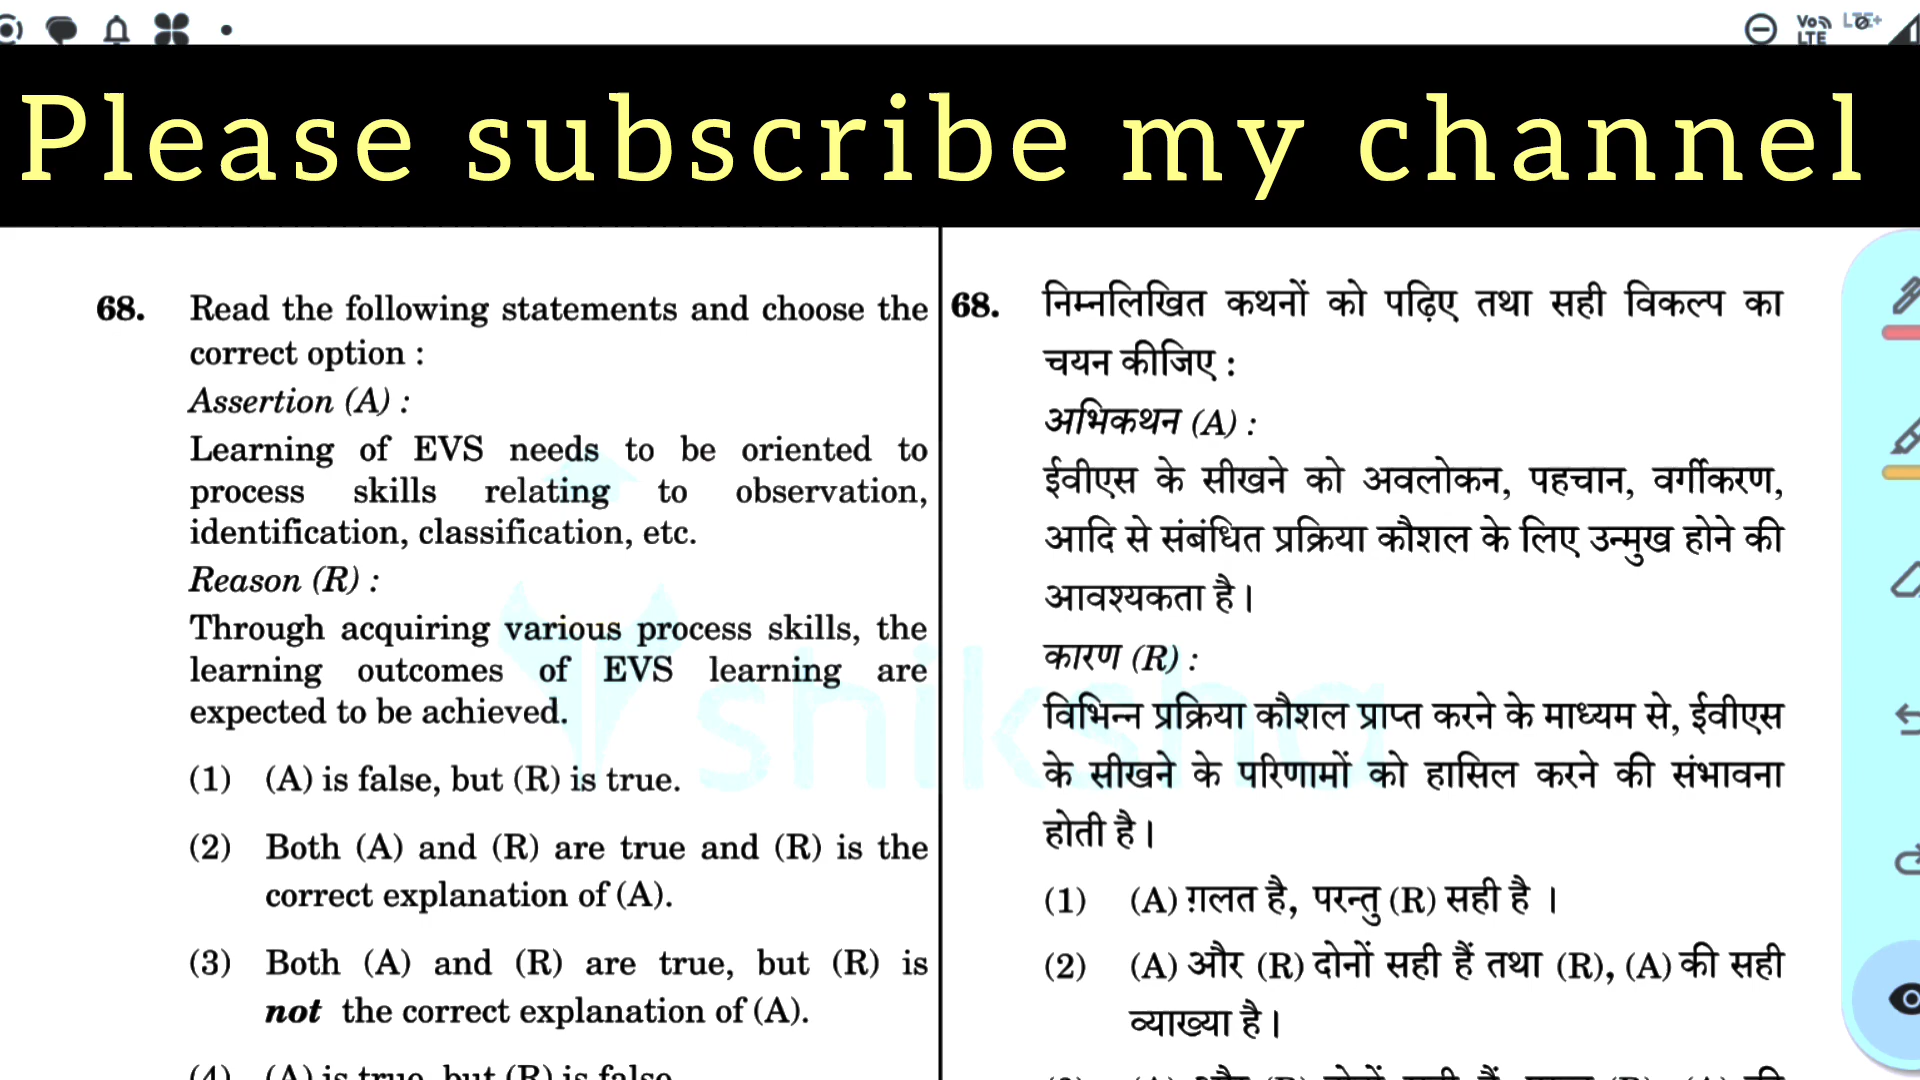 Vo LTE
LTE+
Please subscribe my channel
68. Read the following statements and choose the
correct option :
Assertion (A) :
Learning of EVS needs to be oriented to
process skills relating to observation,
identification, classification, etc.
Reason (R) :
Through acquiring various process skills, the
learning outcomes of EVS learning are
expected to be achieved.
(1) (A) is false, but (R) is true.
(2) Both (A) and (R) are true and (R) is the
correct explanation of (A).
(3) Both (A) and (R) are true, but (R) is
not the correct explanation of (A).
(4) (A) is true, but (R) is false.
68. निम्नलिखित कथनों को पढ़िए तथा सही विकल्प का
चयन कीजिए :
अभिकथन (A) :
ईवीएस के सीखने को अवलोकन, पहचान, वर्गीकरण,
आदि से संबंधित प्रक्रिया कौशल के लिए उन्मुख होने की
आवश्यकता है।
कारण (R) :
विभिन्न प्रक्रिया कौशल प्राप्त करने के माध्यम से, ईवीएस
के सीखने के परिणामों को हासिल करने की संभावना
होती है।
(1) (A) ग़लत है, परन्तु (R) सही है ।
(2) (A) और (R) दोनों सही हैं तथा (R), (A) की सही
व्याख्या है।
shiksha